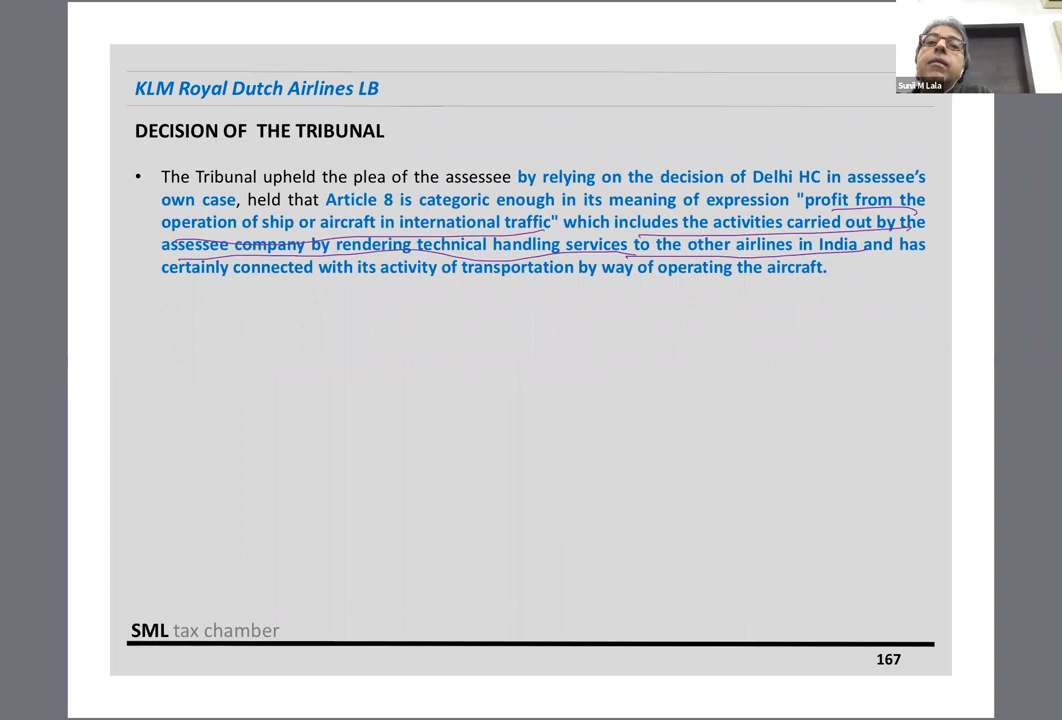 Sunil M Lala
KLM Royal Dutch Airlines LB
DECISION OF THE TRIBUNAL
• The Tribunal upheld the plea of the assessee by relying on the decision of Delhi HC in assessee's
own case, held that Article 8 is categoric enough in its meaning of expression "profit from the
operation of ship or aircraft in international traffic" which includes the activities carried out by the
assessee company by rendering technical handling services to the other airlines in India and has
certainly connected with its activity of transportation by way of operating the aircraft.
SML tax chamber
167